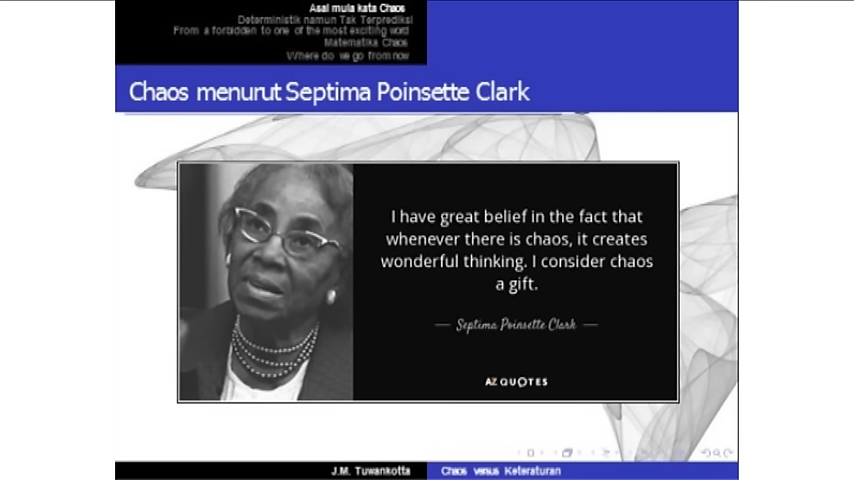 Asal mula kata Chaos
Deterministik namun Tak Terprediksi
From a forbidden to one of the most exciting word
Matematika Chaos
Where do we go from now
Chaos menurut Septima Poinsette Clark
I have great belief in the fact that
whenever there is chaos, it creates
wonderful thinking. I consider chaos
a gift.
— Septima Poinsette Clark —
AZ QUOTES
J.M. Tuwankotta
Chaos versus Keteraturan